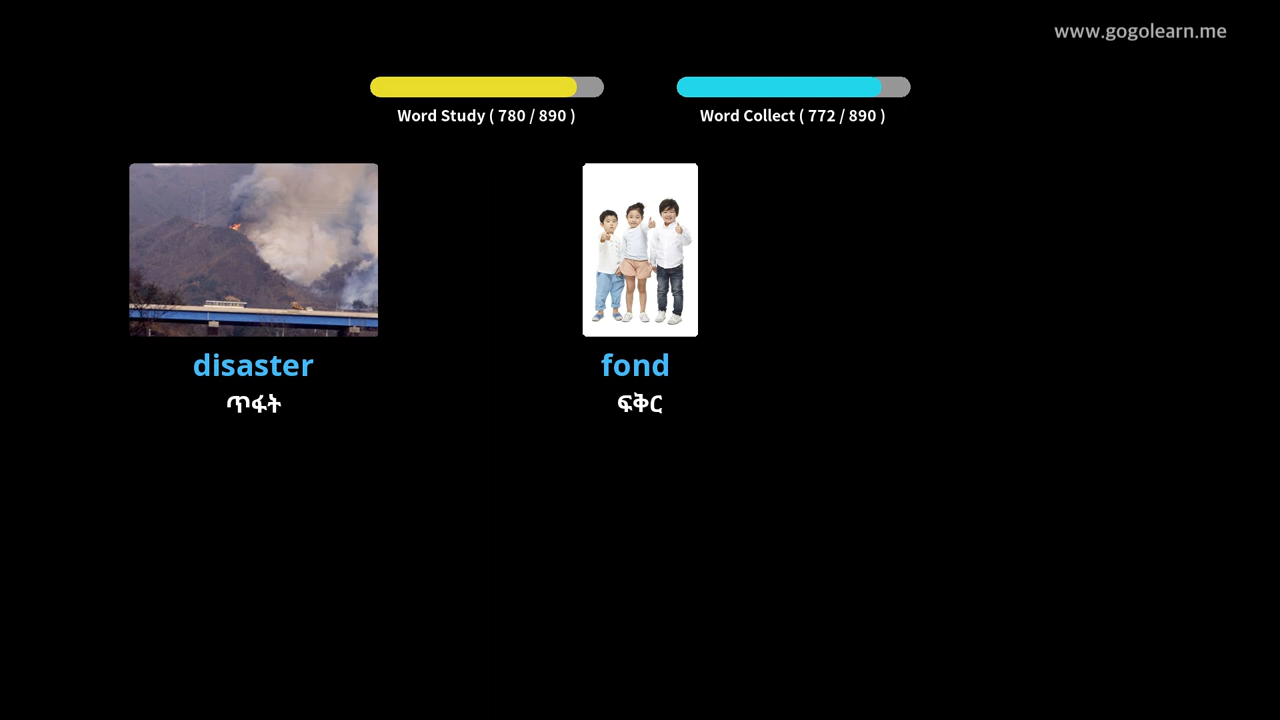 www.gogolearn.me
Word Study ( 780 / 890 )
Word Collect ( 772 / 890 )
disaster
ጥፋት
fond
ፍቅር